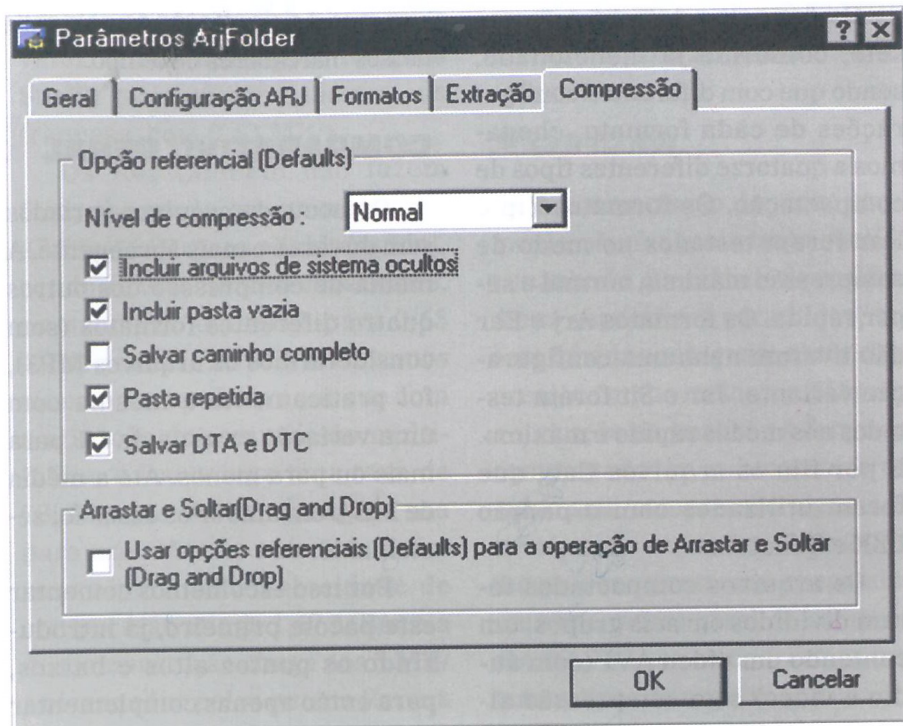 Parâmetros ArjFolder
Geral
Configuração ARJ
Formatos
Extração
Compressão
Opção referencial (Defaults)
Nível de compressão :
Normal
Incluir arquivos de sistema ocultos
Incluir pasta vazia
Salvar caminho completo
Pasta repetida
Salvar DTA e DTC
Arrastar e Soltar(Drag and Drop)
Usar opções referenciais (Defaults) para a operação de Arrastar e Soltar
(Drag and Drop)
OK
Cancelar